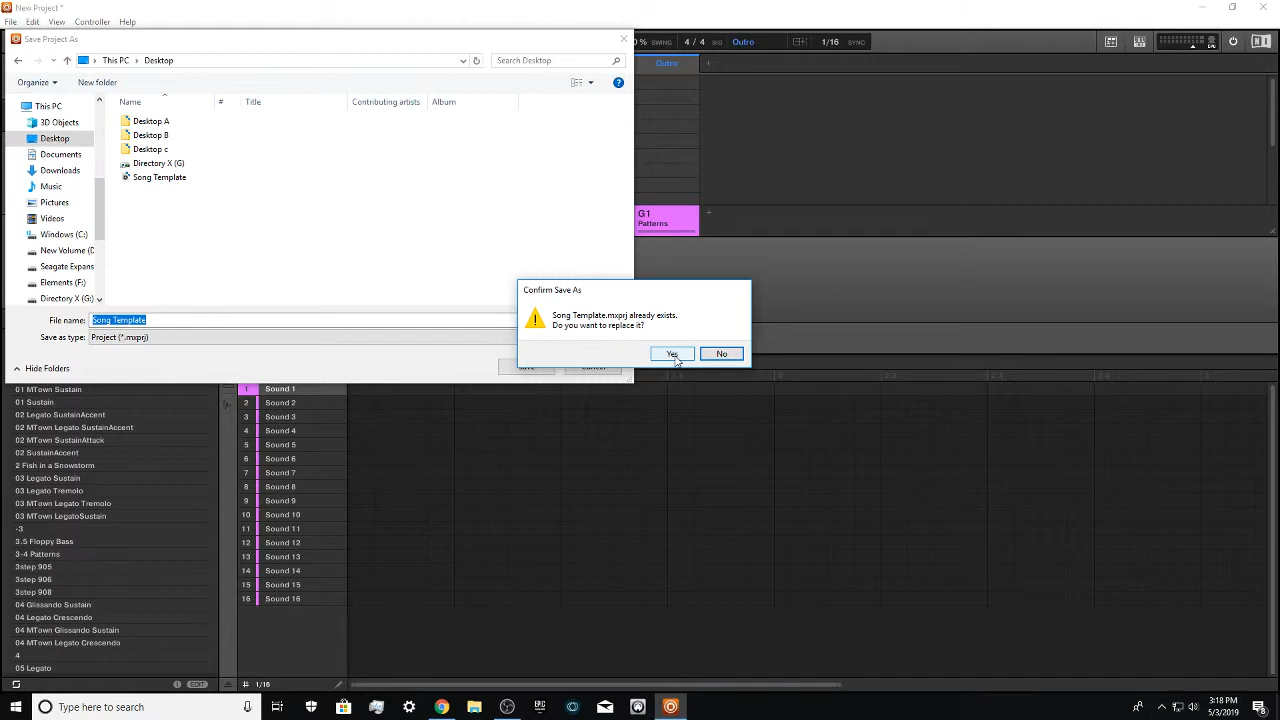 New Project *
File Edit View Controller Help
Save Project As
This PC Desktop
Search Desktop
Organize New folder
Name # Title Contributing artists Album
This PC
3D Objects
Desktop
Documents
Downloads
Music
Pictures
Videos
Windows (C:)
New Volume (D
Seagate Expans
Elements (F:)
Directory X (G:)
Desktop A
Desktop B
Desktop c
Directory X (G)
Song Template
File name: Song Template
Save as type: Project (*.mxprj)
Hide Folders
Save Cancel
Confirm Save As
Song Template.mxprj already exists.
Do you want to replace it?
Yes No
% SWING 4 / 4 SIG Outro 1/16 SYNC
Outro +
G1
Patterns
+
01 MTown Sustain
01 Sustain
02 Legato SustainAccent
02 MTown Legato SustainAccent
02 MTown SustainAttack
02 SustainAccent
2 Fish in a Snowstorm
03 Legato Sustain
03 Legato Tremolo
03 MTown Legato Tremolo
03 MTown LegatoSustain
-3
3.5 Floppy Bass
3-4 Patterns
3step 905
3step 906
3step 908
04 Glissando Sustain
04 Legato Crescendo
04 MTown Glissando Sustain
04 MTown Legato Crescendo
4
05 Legato
EDIT
1 Sound 1
2 Sound 2
3 Sound 3
4 Sound 4
5 Sound 5
6 Sound 6
7 Sound 7
8 Sound 8
9 Sound 9
10 Sound 10
11 Sound 11
12 Sound 12
13 Sound 13
14 Sound 14
15 Sound 15
16 Sound 16
1/16
Type here to search
EPIC
3:18 PM
5/3/2019